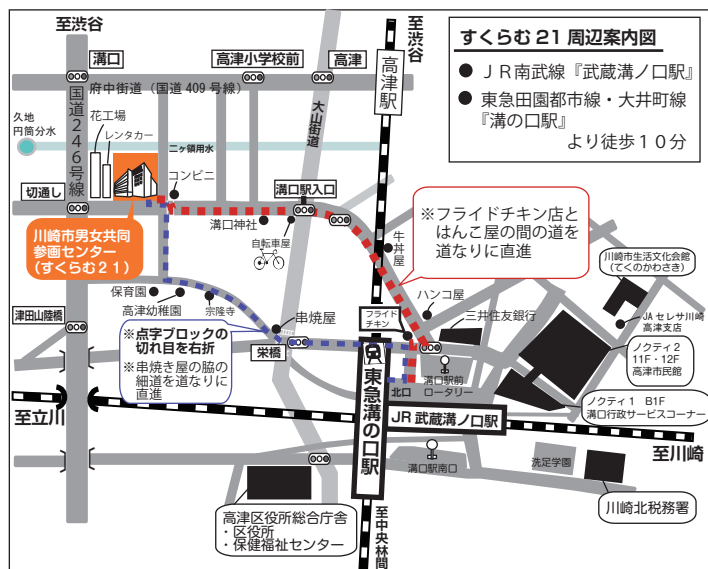 至渋谷
溝口
高津小学校前
高津
至渋谷
府中街道（国道409号線）
国道246号線
花工場
レンタカー
久地
円筒分水
二ヶ領用水
大山街道
高津駅
すくらむ21 周辺案内図
● ＪＲ南武線『武蔵溝ノ口駅』
● 東急田園都市線・大井町線
『溝の口駅』
より徒歩１０分
切通し
コンビニ
溝口駅入口
溝口神社
自転車屋
牛丼屋
※フライドチキン店と
はんこ屋の間の道を
道なりに直進
川崎市男女共同
参画センター
(すくらむ２１)
川崎市生活文化会館
(てくのかわさき)
保育園
高津幼稚園
宗隆寺
串焼屋
フライド
チキン
ハンコ屋
三井住友銀行
JA セレサ川崎
高津支店
津田山陸橋
※点字ブロックの
切れ目を右折
※串焼き屋の脇の
細道を道なりに
直進
栄橋
溝口駅前
ロータリー
北口
ノクティ２
11F・12F
高津市民館
ノクティ１ B1F
溝口行政サービスコーナー
至立川
東急溝の口駅
JR 武蔵溝ノ口駅
至川崎
溝口駅南口
洗足学園
川崎北税務署
高津区役所総合庁舎
・区役所
・保健福祉センター
至中央林間